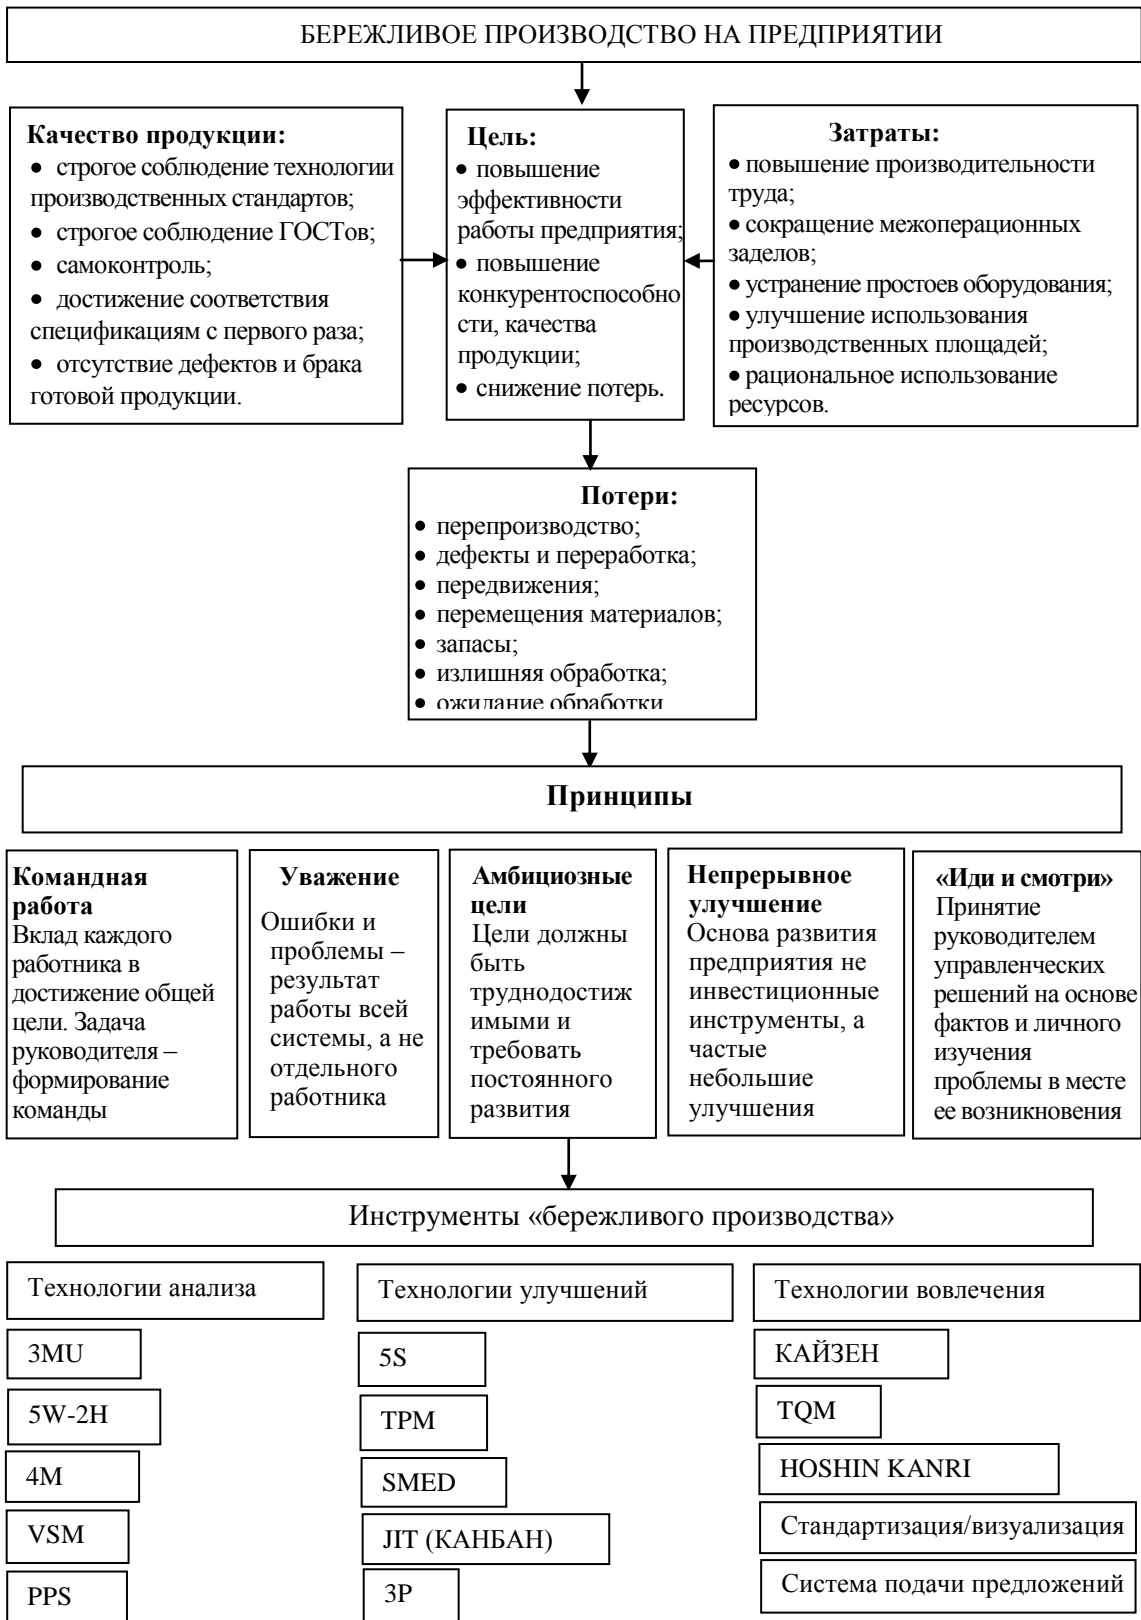 БЕРЕЖЛИВОЕ ПРОИЗВОДСТВО НА ПРЕДПРИЯТИИ
Качество продукции:
• строгое соблюдение технологии
производственных стандартов;
• строгое соблюдение ГОСТов;
• самоконтроль;
• достижение соответствия
спецификациям с первого раза;
• отсутствие дефектов и брака
готовой продукции.
Цель:
• повышение
эффективности
работы предприятия;
• повышение
конкурентоспособно
сти, качества
продукции;
• снижение потерь.
Затраты:
• повышение производительности
труда;
• сокращение межоперационных
заделов;
• устранение простоев оборудования;
• улучшение использования
производственных площадей;
• рациональное использование
ресурсов.
Потери:
• перепроизводство;
• дефекты и переработка;
• передвижения;
• перемещения материалов;
• запасы;
• излишняя обработка;
• ожидание обработки
Принципы
Командная
работа
Вклад каждого
работника в
достижение общей
цели. Задача
руководителя –
формирование
команды
Уважение
Ошибки и
проблемы –
результат
работы всей
системы, а не
отдельного
работника
Амбициозные
цели
Цели должны
быть
труднодостиж
имыми и
требовать
постоянного
развития
Непрерывное
улучшение
Основа развития
предприятия не
инвестиционные
инструменты, а
частые
небольшие
улучшения
«Иди и смотри»
Принятие
руководителем
управленческих
решений на основе
фактов и личного
изучения
проблемы в месте
ее возникновения
Инструменты «бережливого производства»
Технологии анализа
3MU
5W-2H
4M
VSM
PPS
Технологии улучшений
5S
TPM
SMED
JIT (КАНБАН)
3P
Технологии вовлечения
КАЙЗЕН
TQM
HOSHIN KANRI
Стандартизация/визуализация
Система подачи предложений